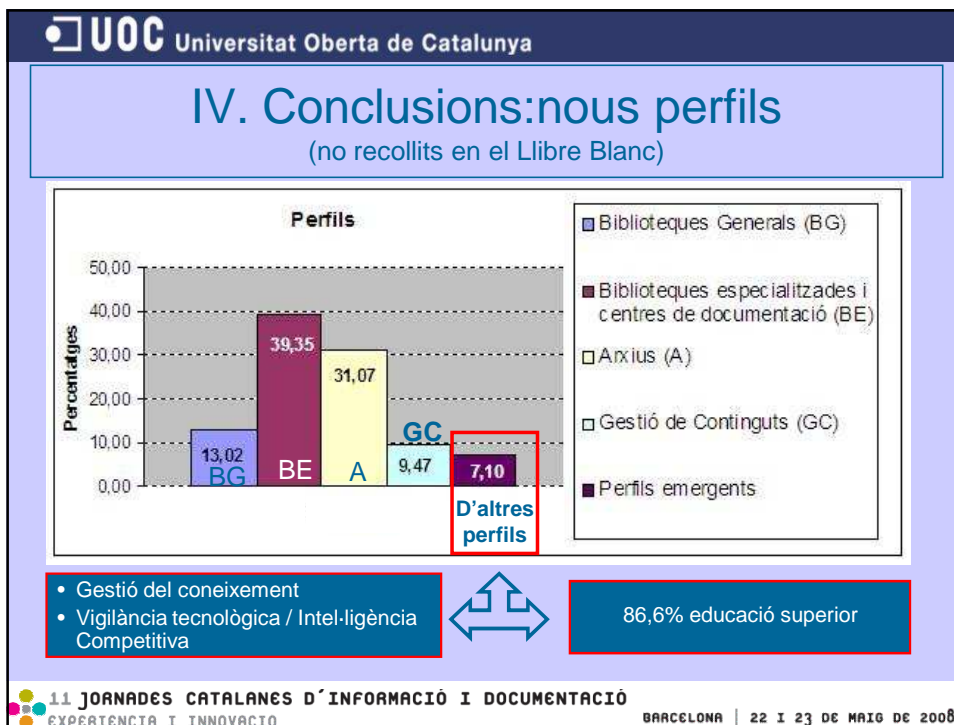 UOC Universitat Oberta de Catalunya
IV. Conclusions:nous perfils
(no recollits en el Llibre Blanc)
Perfils
Percentatges
50,00
40,00
30,00
20,00
10,00
0,00
13,02
BG
39,35
BE
31,07
A
GC
9,47
7,10
D'altres
perfils
Biblioteques Generals (BG)
Biblioteques especialitzades i
centres de documentació (BE)
Arxius (A)
Gestió de Continguts (GC)
Perfils emergents
• Gestió del coneixement
• Vigilància tecnològica / Intel·ligència
Competitiva
86,6% educació superior
11 JORNADES CATALANES D´INFORMACIÓ I DOCUMENTACIÓ
EXPERIENCIA I INNOVACIO
BARCELONA | 22 I 23 DE MAIG DE 2008